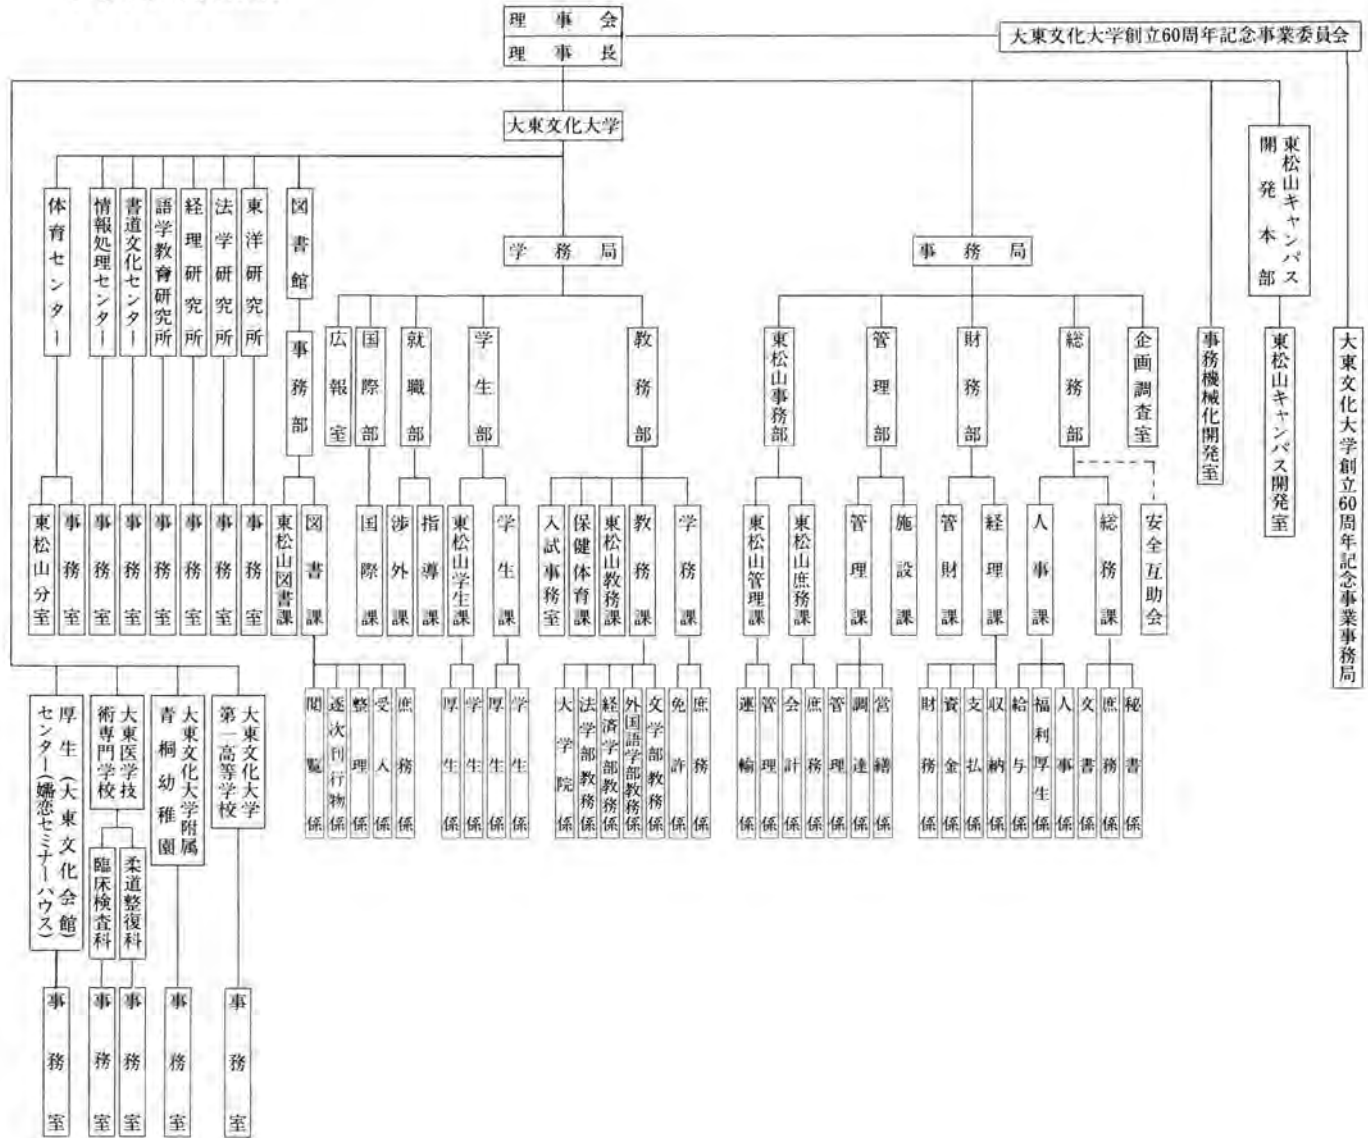 理事会
理事長
大東文化大学創立60周年記念事業委員会
大東文化大学
東松山キャンパス
開発本部
体育センター
情報処理センター
書道文化センター
語学教育研究所
経理研究所
法学研究所
東洋研究所
図書館
学務局
事務局
事務部
広報室
国際部
就職部
学生部
教務部
東松山事務部
管理部
財務部
総務部
企画調査室
事務機械化開発室
東松山キャンパス開発室
大東文化大学創立60周年記念事業事務局
東松山分室
事務室
事務室
事務室
事務室
事務室
事務室
事務室
東松山図書課
図書課
国際課
渉外課
指導課
東松山学生課
学生課
入試事務室
保健体育課
東松山教務課
教務課
学務課
東松山管理課
東松山庶務課
管理課
施設課
管財課
経理課
人事課
総務課
安全互助会
閲覧係
逐次刊行物係
整理係
受入係
庶務係
厚生係
学生係
厚生係
学生係
大学院係
法学部教務係
経済学部教務係
外国語学部教務係
文学部教務係
免許係
庶務係
運輸係
管理係
会計係
庶務係
管理係
調達係
営繕係
財務係
資金係
支払係
収納係
給与係
福利厚生係
人事係
文書係
庶務係
秘書係
厚生(大東文化会館)
センター(嬬恋セミナーハウス)
大東医学技
術専門学校
大東文化大学附属
青桐幼稚園
大東文化大学
第一高等学校
臨床検査科
柔道整復科
事務室
事務室
事務室
事務室
事務室